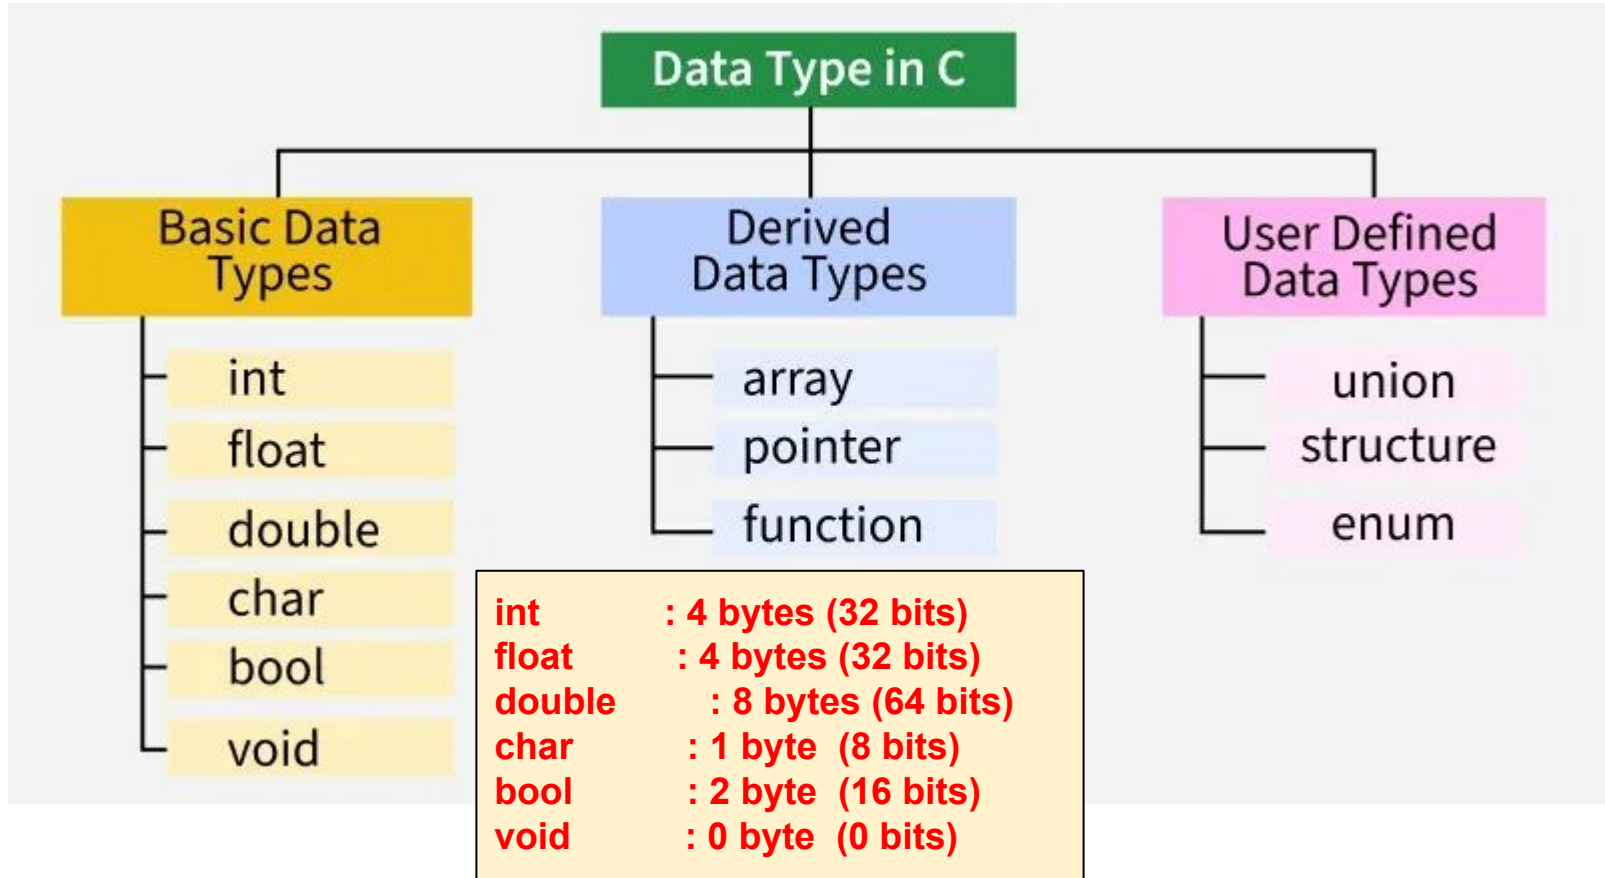 Data Type in C
Basic Data
Types
int
float
double
char
bool
void
Derived
Data Types
array
pointer
function
User Defined
Data Types
union
structure
enum
int : 4 bytes (32 bits)
float : 4 bytes (32 bits)
double : 8 bytes (64 bits)
char : 1 byte (8 bits)
bool : 2 byte (16 bits)
void : 0 byte (0 bits)